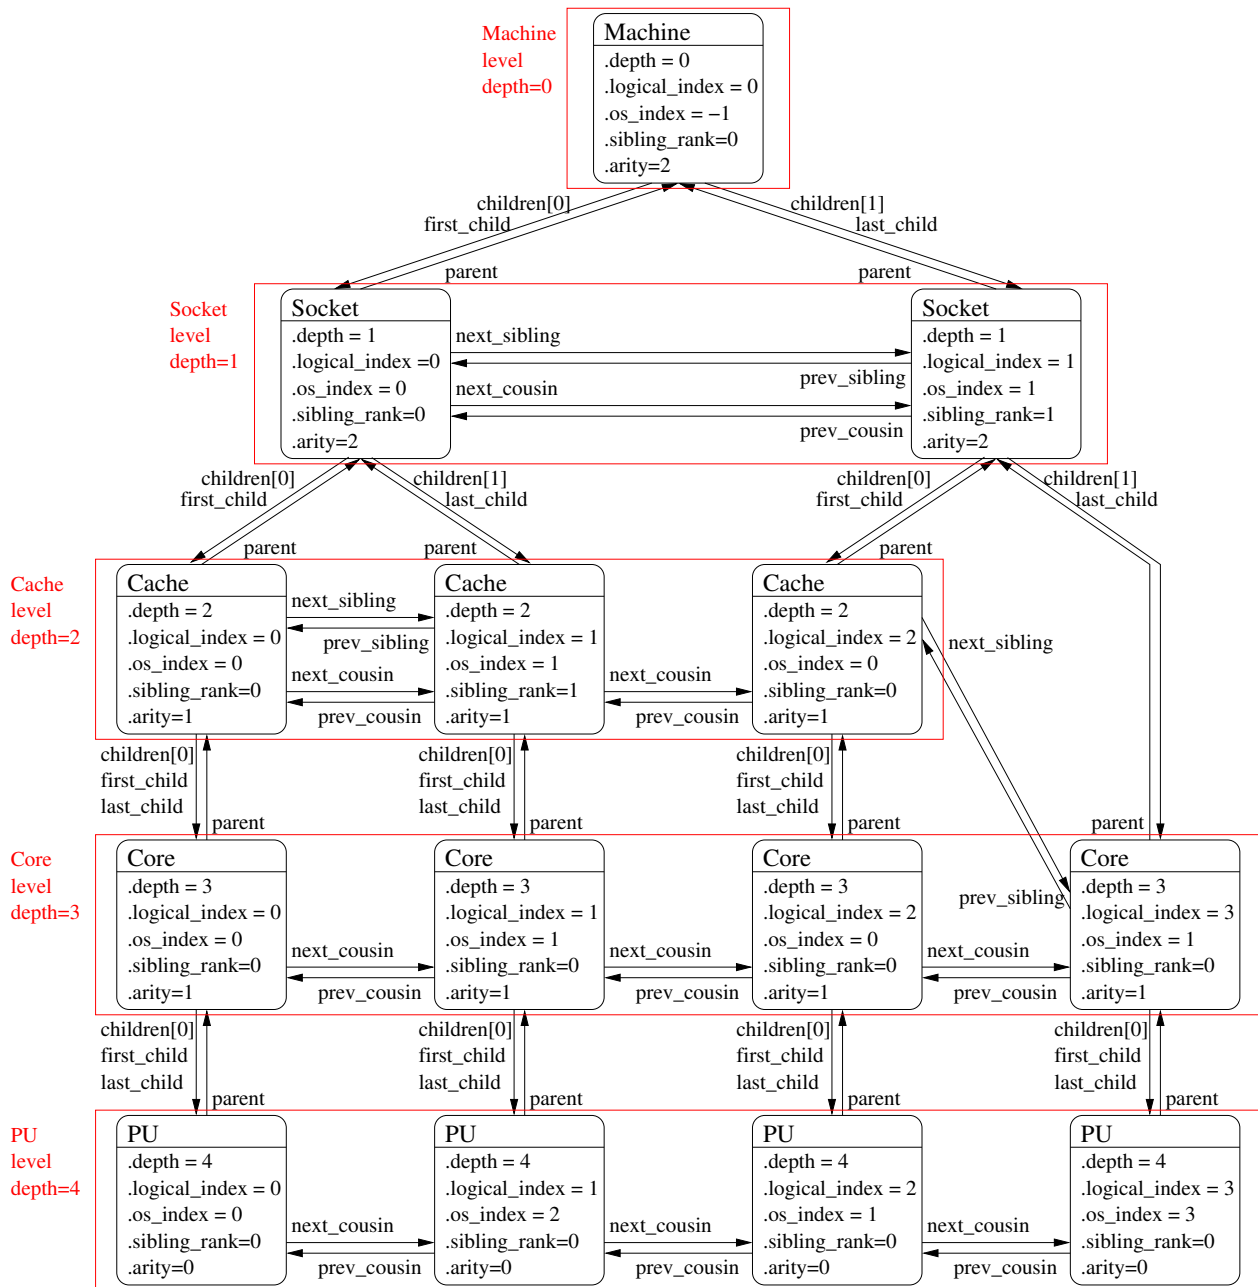 Machine
level
depth=0
Machine
.depth = 0
.logical_index = 0
.os_index = −1
.sibling_rank=0
.arity=2
children[0]
first_child
children[1]
last_child
parent
parent
Socket
level
depth=1
Socket
.depth = 1
.logical_index =0
.os_index = 0
.sibling_rank=0
.arity=2
next_sibling
prev_sibling
next_cousin
prev_cousin
Socket
.depth = 1
.logical_index = 1
.os_index = 1
.sibling_rank=1
.arity=2
children[0]
first_child
children[1]
last_child
children[0]
first_child
children[1]
last_child
parent
parent
parent
Cache
level
depth=2
Cache
.depth = 2
.logical_index = 0
.os_index = 0
.sibling_rank=0
.arity=1
next_sibling
prev_sibling
next_cousin
prev_cousin
Cache
.depth = 2
.logical_index = 1
.os_index = 1
.sibling_rank=1
.arity=1
next_cousin
prev_cousin
Cache
.depth = 2
.logical_index = 2
.os_index = 0
.sibling_rank=0
.arity=1
next_sibling
children[0]
first_child
last_child
parent
children[0]
first_child
last_child
parent
children[0]
first_child
last_child
parent
parent
Core
level
depth=3
Core
.depth = 3
.logical_index = 0
.os_index = 0
.sibling_rank=0
.arity=1
next_cousin
prev_cousin
Core
.depth = 3
.logical_index = 1
.os_index = 1
.sibling_rank=0
.arity=1
next_cousin
prev_cousin
Core
.depth = 3
.logical_index = 2
.os_index = 0
.sibling_rank=0
.arity=1
prev_sibling
next_cousin
prev_cousin
Core
.depth = 3
.logical_index = 3
.os_index = 1
.sibling_rank=0
.arity=1
children[0]
first_child
last_child
parent
children[0]
first_child
last_child
parent
children[0]
first_child
last_child
parent
children[0]
first_child
last_child
parent
PU
level
depth=4
PU
.depth = 4
.logical_index = 0
.os_index = 0
.sibling_rank=0
.arity=0
next_cousin
prev_cousin
PU
.depth = 4
.logical_index = 1
.os_index = 2
.sibling_rank=0
.arity=0
next_cousin
prev_cousin
PU
.depth = 4
.logical_index = 2
.os_index = 1
.sibling_rank=0
.arity=0
next_cousin
prev_cousin
PU
.depth = 4
.logical_index = 3
.os_index = 3
.sibling_rank=0
.arity=0